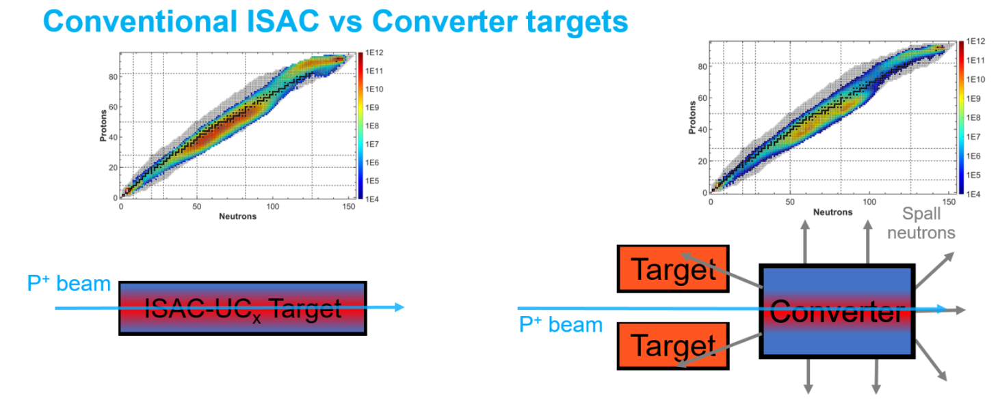 Conventional ISAC vs Converter targets
1E12
1E11
1E10
1E9
1E8
1E7
1E6
1E5
1E4
80
60
40
20
0
Protons
0 50 100 150
Neutrons
1E12
1E11
1E10
1E9
1E8
1E7
1E6
1E5
1E4
80
60
40
20
0
Protons
0 50 100 150
Neutrons
Spall
neutrons
P⁺ beam
ISAC-UCₓ Target
Target
Converter
P⁺ beam
Target